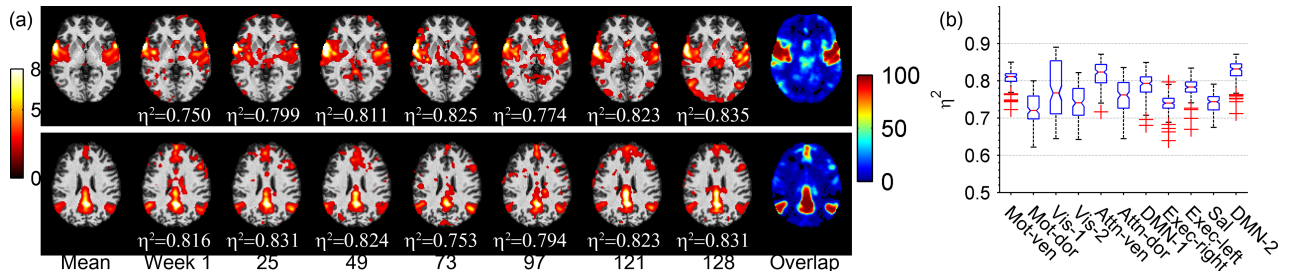 (a)
8
5
0
η²=0.750 η²=0.799 η²=0.811 η²=0.825 η²=0.774 η²=0.823 η²=0.835
η²=0.816 η²=0.831 η²=0.824 η²=0.753 η²=0.794 η²=0.823 η²=0.831
Mean Week 1 25 49 73 97 121 128 Overlap
100
50
0
(b)
η²
0.9
0.8
0.7
0.6
0.5
Mot-ven
Mot-dor
Vis-1
Vis-2
Attn-ven
Attn-dor
DMN-1
Exec-right
Exec-left
Sal
DMN-2